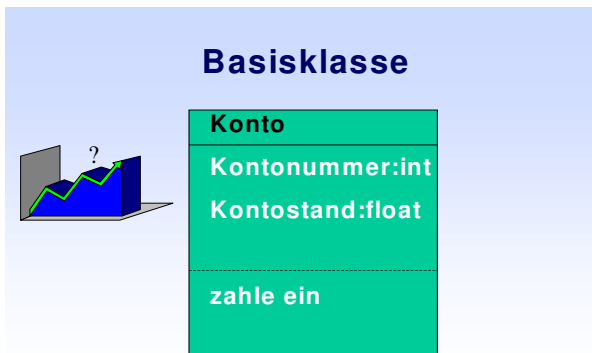 Basisklasse
Konto
?
Kontonummer:int
Kontostand:float
zahle ein